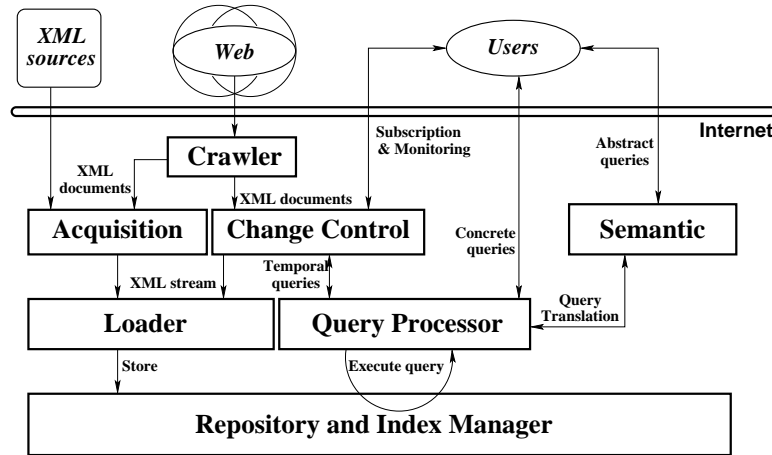 XML
sources
Web
Users
Internet
Subscription
& Monitoring
Abstract
queries
Crawler
XML
documents
XML documents
Acquisition
Change Control
Concrete
queries
Semantic
XML stream
Temporal
queries
Query
Translation
Loader
Query Processor
Store
Execute query
Repository and Index Manager